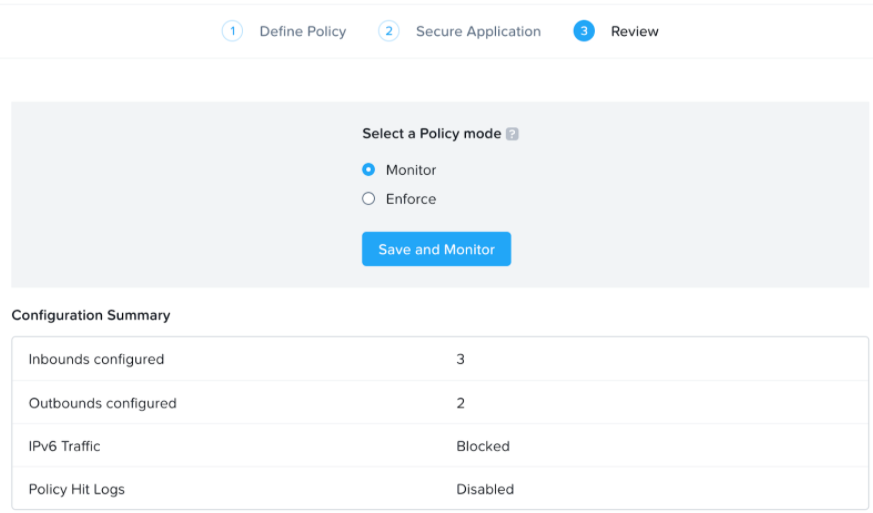 1 Define Policy 2 Secure Application 3 Review
Select a Policy mode ?
Monitor
Enforce
Save and Monitor
Configuration Summary
Inbounds configured 3
Outbounds configured 2
IPv6 Traffic Blocked
Policy Hit Logs Disabled